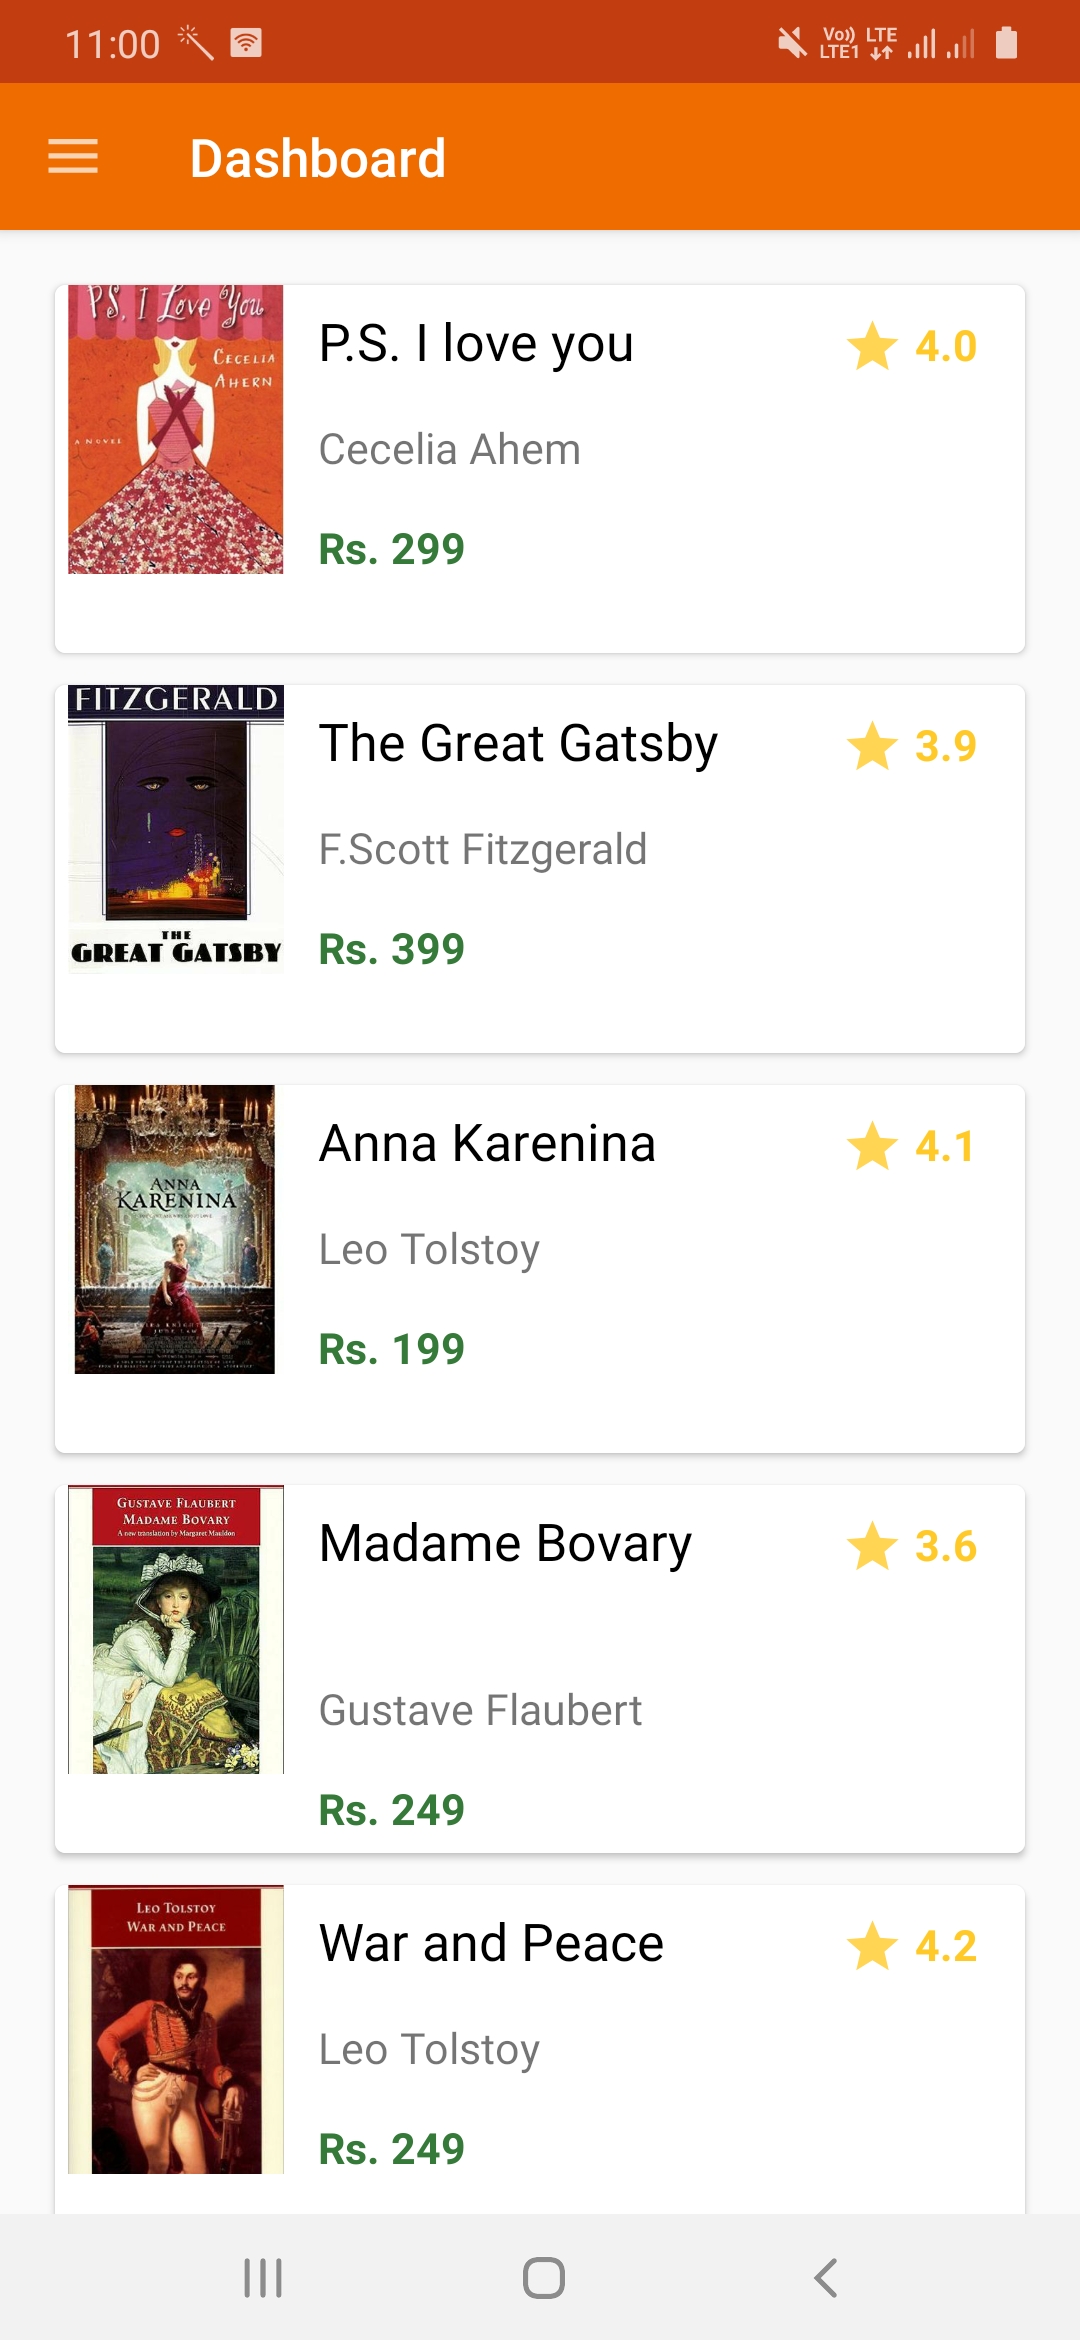 11:00 Vo)) LTE
LTE1
Dashboard
P.S. I Love You
CECELIA
AHERN
A NOVEL
P.S. I love you 4.0
Cecelia Ahem
Rs. 299
FITZGERALD
THE
GREAT GATSBY
The Great Gatsby 3.9
F.Scott Fitzgerald
Rs. 399
ANNA
KARENINA
Anna Karenina 4.1
Leo Tolstoy
Rs. 199
GUSTAVE FLAUBERT
MADAME BOVARY
A new translation by Margaret Mauldon
Madame Bovary 3.6
Gustave Flaubert
Rs. 249
LEO TOLSTOY
WAR AND PEACE
War and Peace 4.2
Leo Tolstoy
Rs. 249